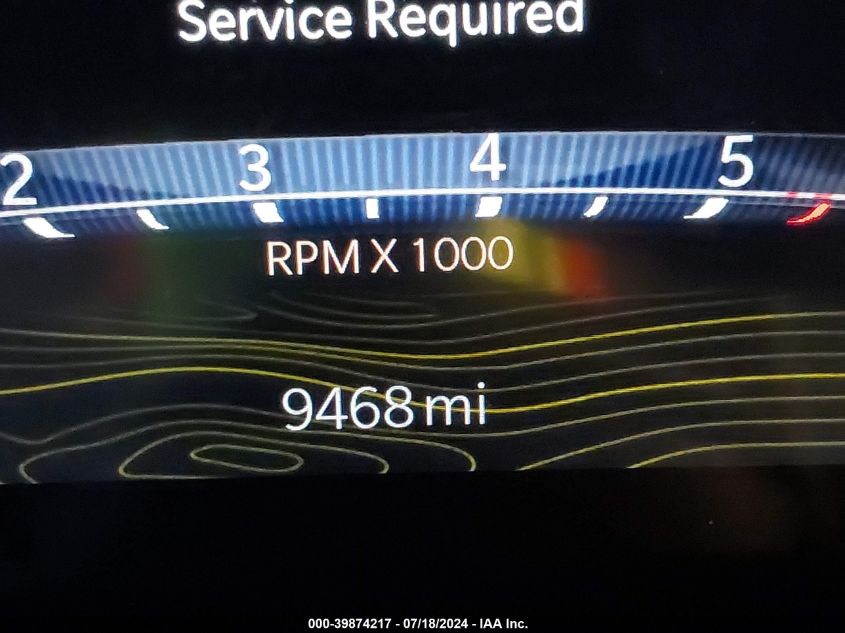 Service Required
2 3 4 5
RPM X 1000
9468 mi
000-39874217 - 07/18/2024 - IAA Inc.